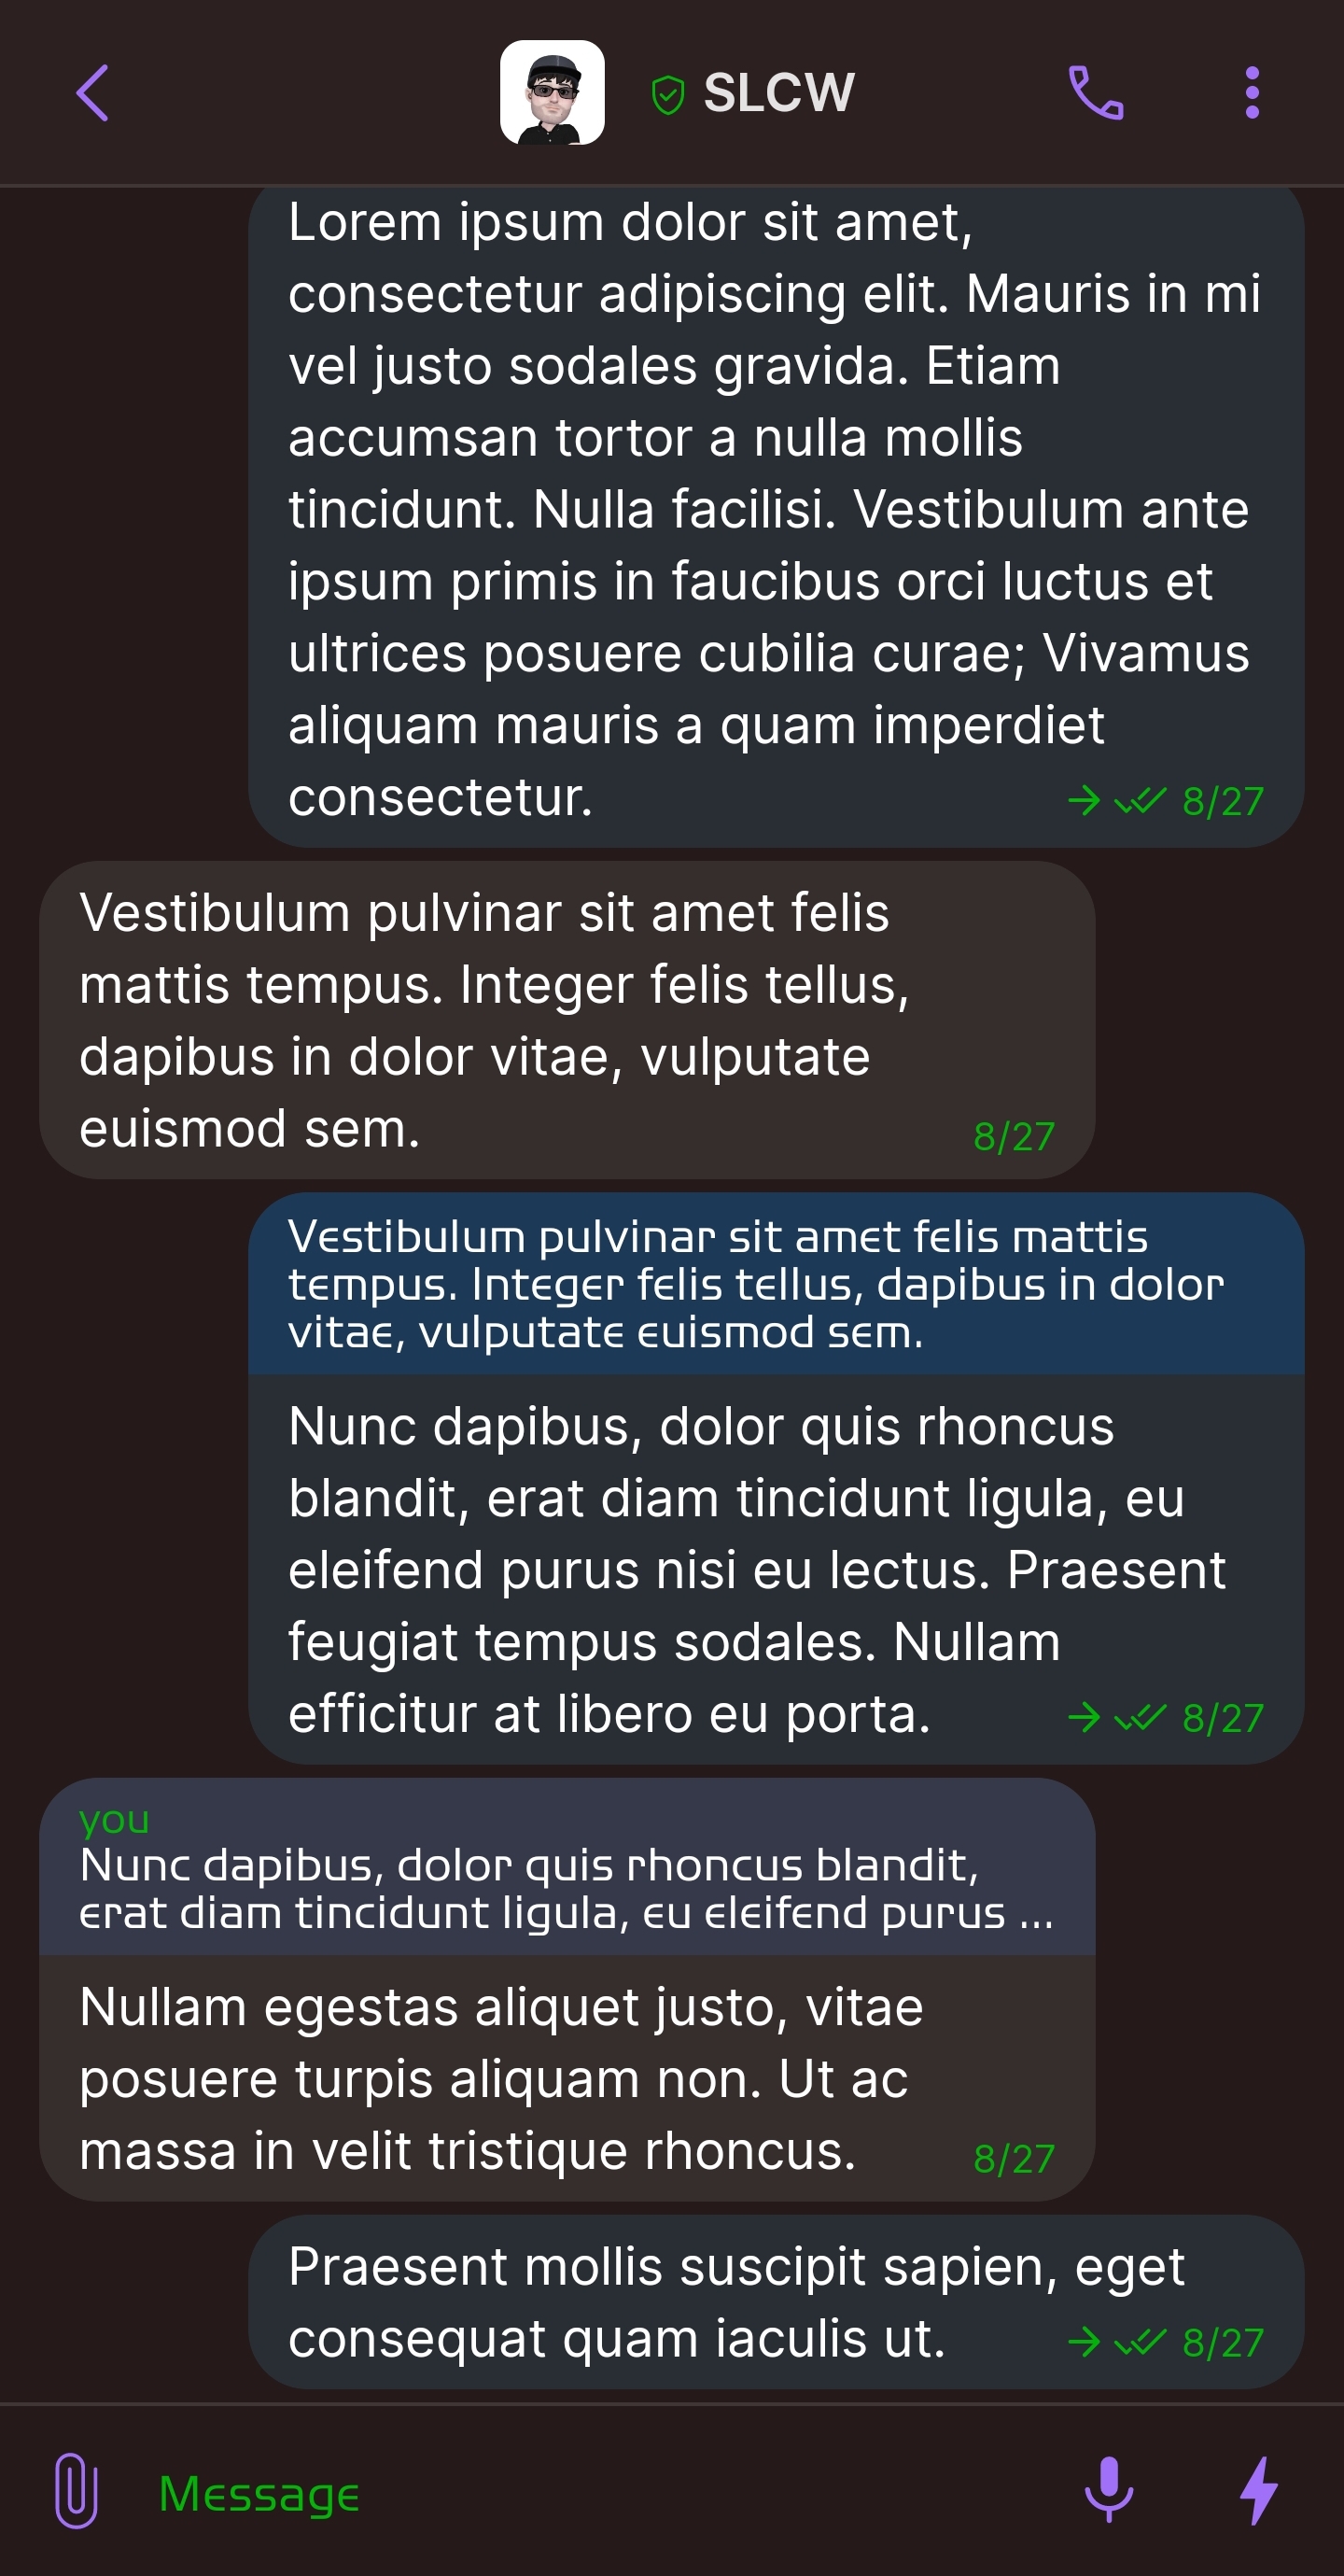 SLCW
Lorem ipsum dolor sit amet,
consectetur adipiscing elit. Mauris in mi
vel justo sodales gravida. Etiam
accumsan tortor a nulla mollis
tincidunt. Nulla facilisi. Vestibulum ante
ipsum primis in faucibus orci luctus et
ultrices posuere cubilia curae; Vivamus
aliquam mauris a quam imperdiet
consectetur. 8/27
Vestibulum pulvinar sit amet felis
mattis tempus. Integer felis tellus,
dapibus in dolor vitae, vulputate
euismod sem. 8/27
Vestibulum pulvinar sit amet felis mattis
tempus. Integer felis tellus, dapibus in dolor
vitae, vulputate euismod sem.
Nunc dapibus, dolor quis rhoncus
blandit, erat diam tincidunt ligula, eu
eleifend purus nisi eu lectus. Praesent
feugiat tempus sodales. Nullam
efficitur at libero eu porta. 8/27
you
Nunc dapibus, dolor quis rhoncus blandit,
erat diam tincidunt ligula, eu eleifend purus ...
Nullam egestas aliquet justo, vitae
posuere turpis aliquam non. Ut ac
massa in velit tristique rhoncus. 8/27
Praesent mollis suscipit sapien, eget
consequat quam iaculis ut. 8/27
Message